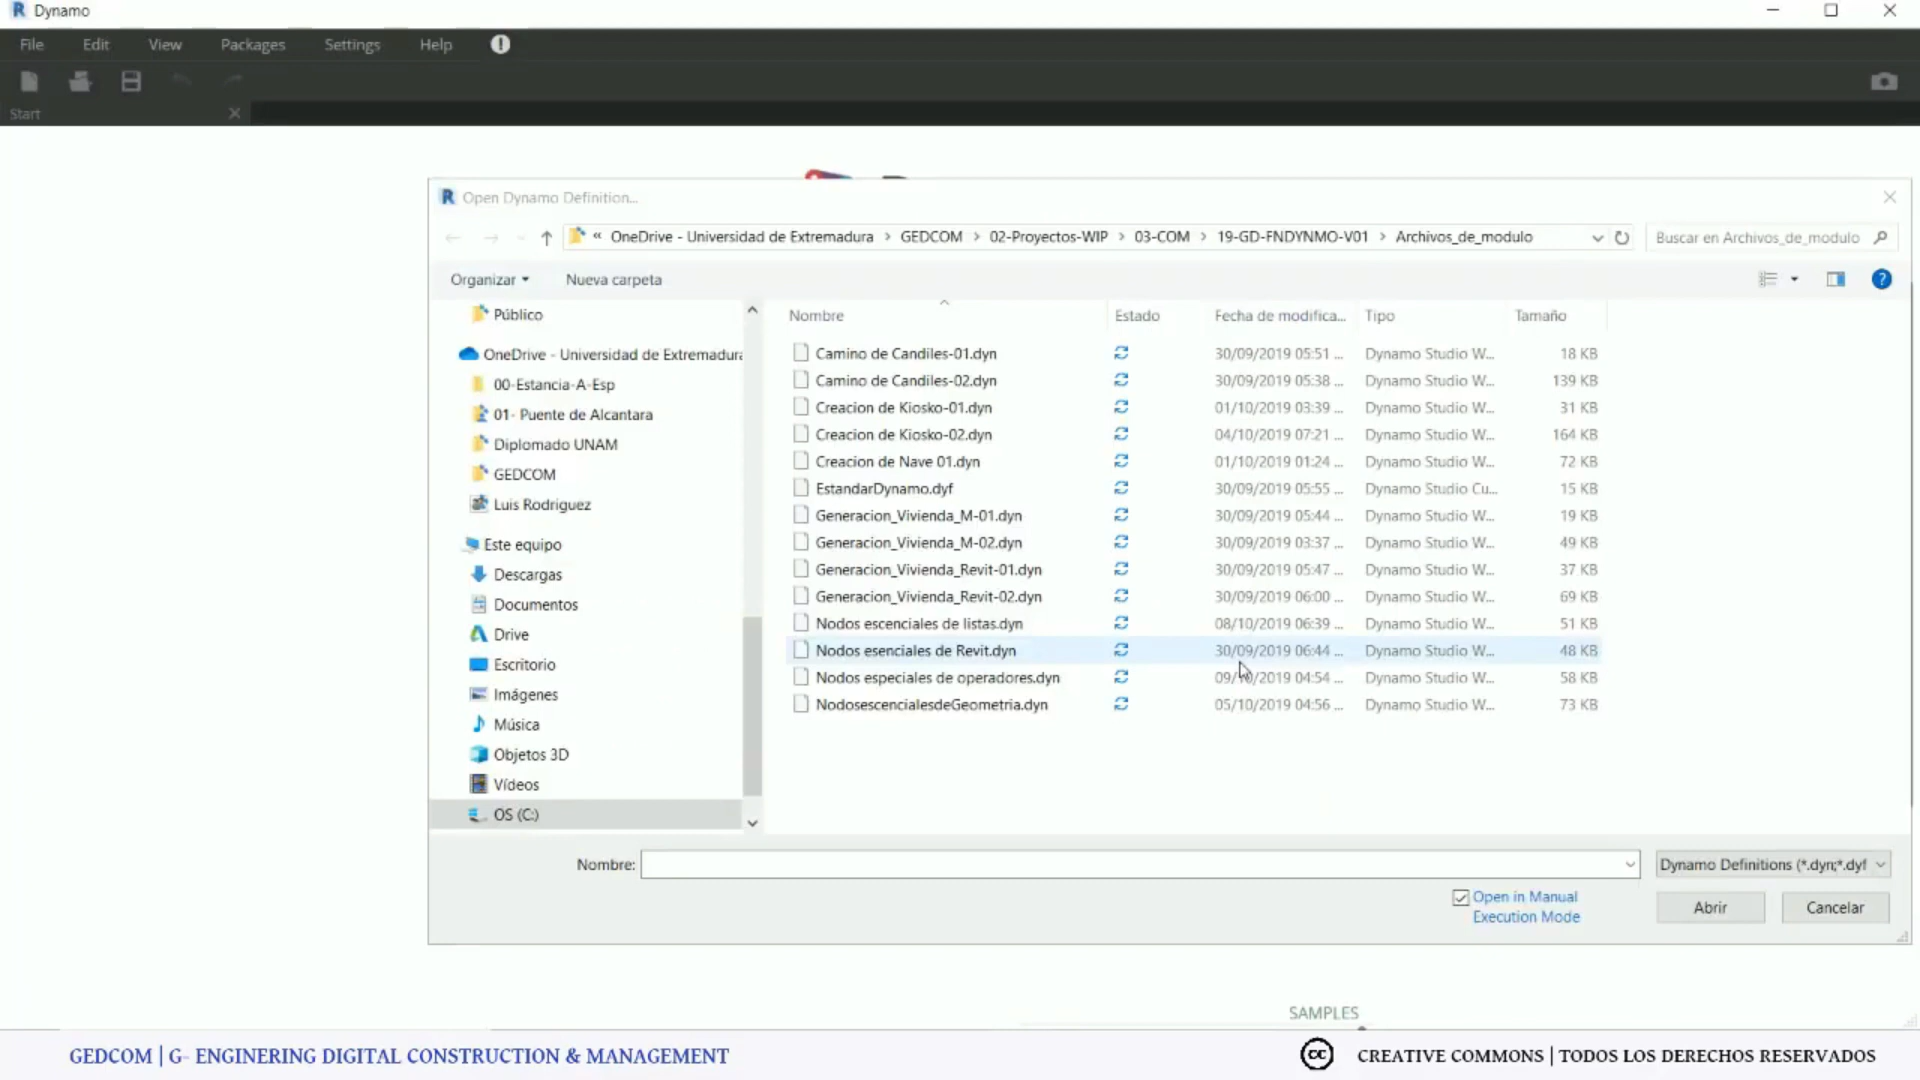 Dynamo
File Edit View Packages Settings Help
Start
Open Dynamo Definition...
« OneDrive - Universidad de Extremadura > GEDCOM > 02-Proyectos-WIP > 03-COM > 19-GD-FNDYNMO-V01 > Archivos_de_modulo
Buscar en Archivos_de_modulo
Organizar Nueva carpeta
Público
OneDrive - Universidad de Extremadura
00-Estancia-A-Esp
01- Puente de Alcantara
Diplomado UNAM
GEDCOM
Luis Rodriguez
Este equipo
Descargas
Documentos
Drive
Escritorio
Imágenes
Música
Objetos 3D
Vídeos
OS (C:)
Nombre Estado Fecha de modifica... Tipo Tamaño
Camino de Candiles-01.dyn 30/09/2019 05:51 ... Dynamo Studio W... 18 KB
Camino de Candiles-02.dyn 30/09/2019 05:38 ... Dynamo Studio W... 139 KB
Creacion de Kiosko-01.dyn 01/10/2019 03:39 ... Dynamo Studio W... 31 KB
Creacion de Kiosko-02.dyn 04/10/2019 07:21 ... Dynamo Studio W... 164 KB
Creacion de Nave 01.dyn 01/10/2019 01:24 ... Dynamo Studio W... 72 KB
EstandarDynamo.dyf 30/09/2019 05:55 ... Dynamo Studio Cu... 15 KB
Generacion_Vivienda_M-01.dyn 30/09/2019 05:44 ... Dynamo Studio W... 19 KB
Generacion_Vivienda_M-02.dyn 30/09/2019 03:37 ... Dynamo Studio W... 49 KB
Generacion_Vivienda_Revit-01.dyn 30/09/2019 05:47 ... Dynamo Studio W... 37 KB
Generacion_Vivienda_Revit-02.dyn 30/09/2019 06:00 ... Dynamo Studio W... 69 KB
Nodos escenciales de listas.dyn 08/10/2019 06:39 ... Dynamo Studio W... 51 KB
Nodos esenciales de Revit.dyn 30/09/2019 06:44 ... Dynamo Studio W... 48 KB
Nodos especiales de operadores.dyn 09/10/2019 04:54 ... Dynamo Studio W... 58 KB
NodosescencialesdeGeometria.dyn 05/10/2019 04:56 ... Dynamo Studio W... 73 KB
Nombre:
Dynamo Definitions (*.dyn;*.dyf
Open in Manual
Execution Mode
Abrir Cancelar
SAMPLES
GEDCOM | G- ENGINERING DIGITAL CONSTRUCTION & MANAGEMENT
cc CREATIVE COMMONS | TODOS LOS DERECHOS RESERVADOS